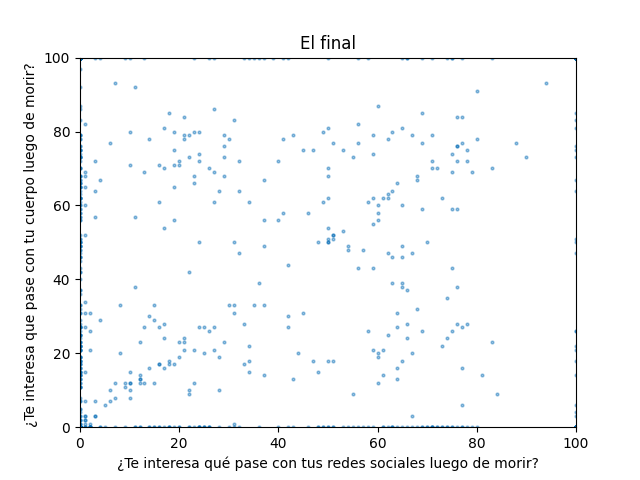 El final
¿Te interesa que pase con tu cuerpo luego de morir?
100
80
60
40
20
0
0 20 40 60 80 100
¿Te interesa qué pase con tus redes sociales luego de morir?